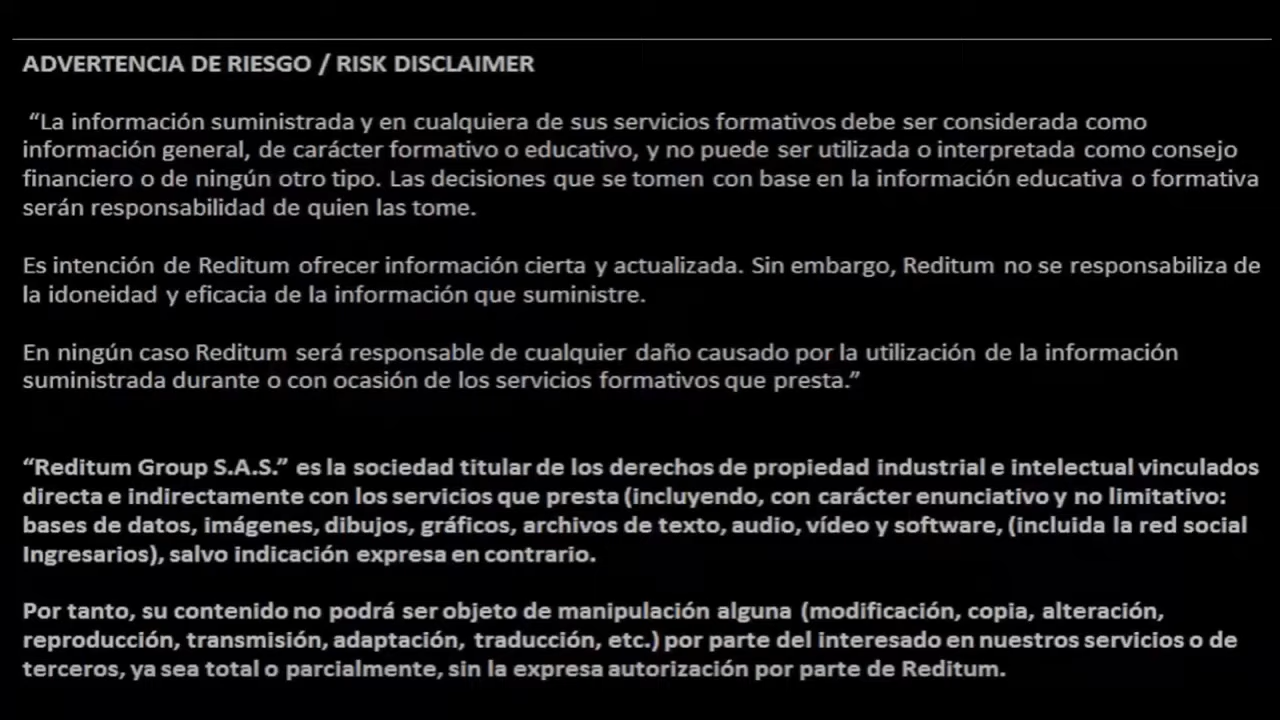 ADVERTENCIA DE RIESGO / RISK DISCLAIMER
“La información suministrada y en cualquiera de sus servicios formativos debe ser considerada como
información general, de carácter formativo o educativo, y no puede ser utilizada o interpretada como consejo
financiero o de ningún otro tipo. Las decisiones que se tomen con base en la información educativa o formativa
serán responsabilidad de quien las tome.
Es intención de Reditum ofrecer información cierta y actualizada. Sin embargo, Reditum no se responsabiliza de
la idoneidad y eficacia de la información que suministre.
En ningún caso Reditum será responsable de cualquier daño causado por la utilización de la información
suministrada durante o con ocasión de los servicios formativos que presta.”
“Reditum Group S.A.S.” es la sociedad titular de los derechos de propiedad industrial e intelectual vinculados
directa e indirectamente con los servicios que presta (incluyendo, con carácter enunciativo y no limitativo:
bases de datos, imágenes, dibujos, gráficos, archivos de texto, audio, vídeo y software, (incluida la red social
Ingresarios), salvo indicación expresa en contrario.
Por tanto, su contenido no podrá ser objeto de manipulación alguna (modificación, copia, alteración,
reproducción, transmisión, adaptación, traducción, etc.) por parte del interesado en nuestros servicios o de
terceros, ya sea total o parcialmente, sin la expresa autorización por parte de Reditum.